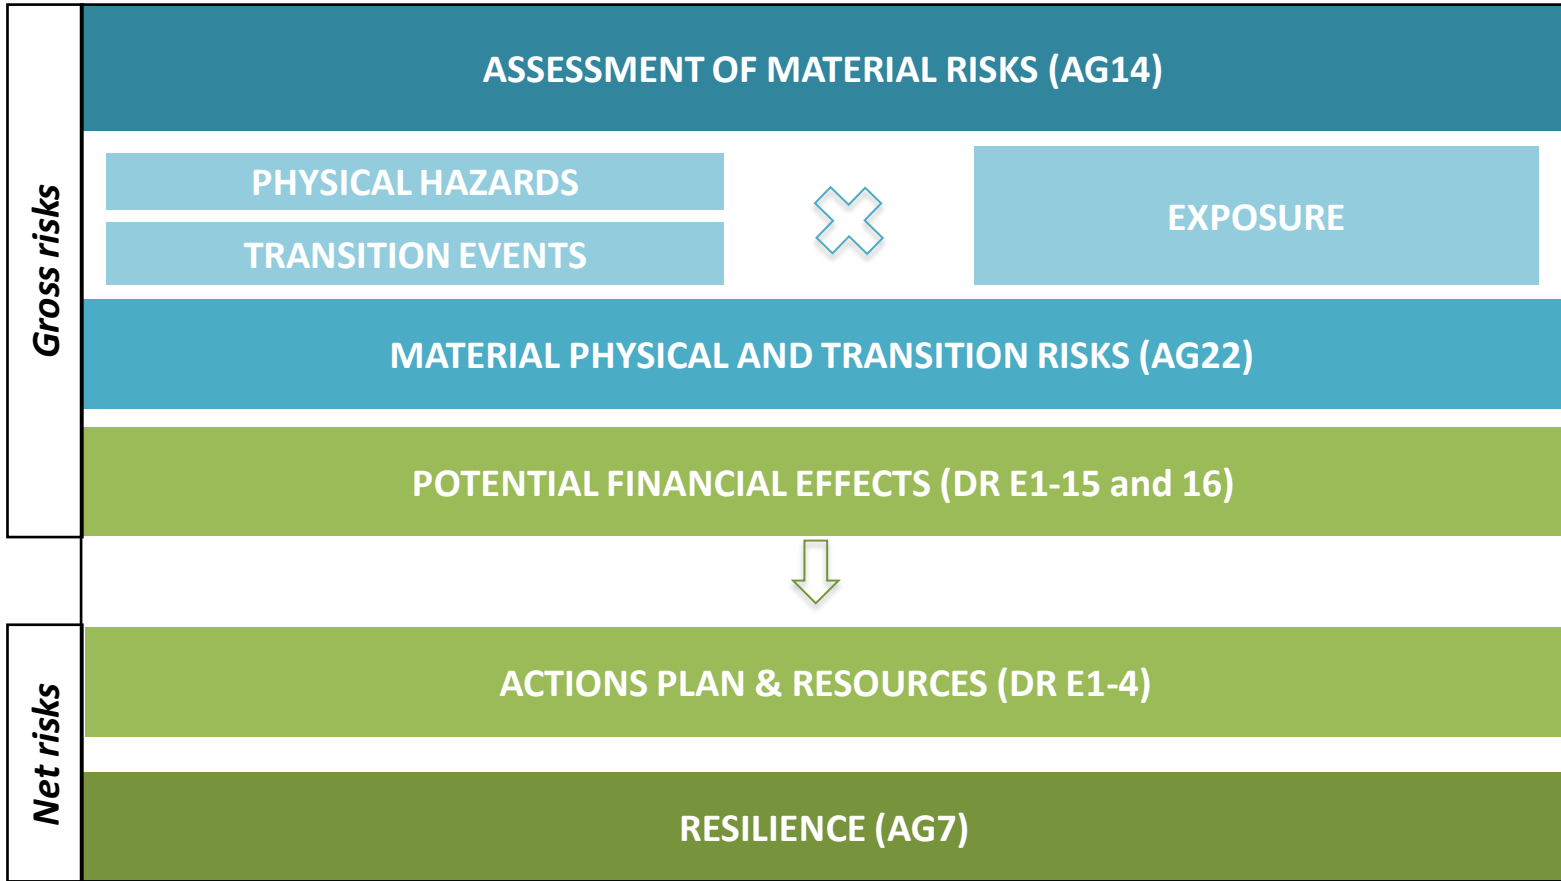 Gross risks
ASSESSMENT OF MATERIAL RISKS (AG14)
PHYSICAL HAZARDS
TRANSITION EVENTS
EXPOSURE
MATERIAL PHYSICAL AND TRANSITION RISKS (AG22)
POTENTIAL FINANCIAL EFFECTS (DR E1-15 and 16)
Net risks
ACTIONS PLAN & RESOURCES (DR E1-4)
RESILIENCE (AG7)